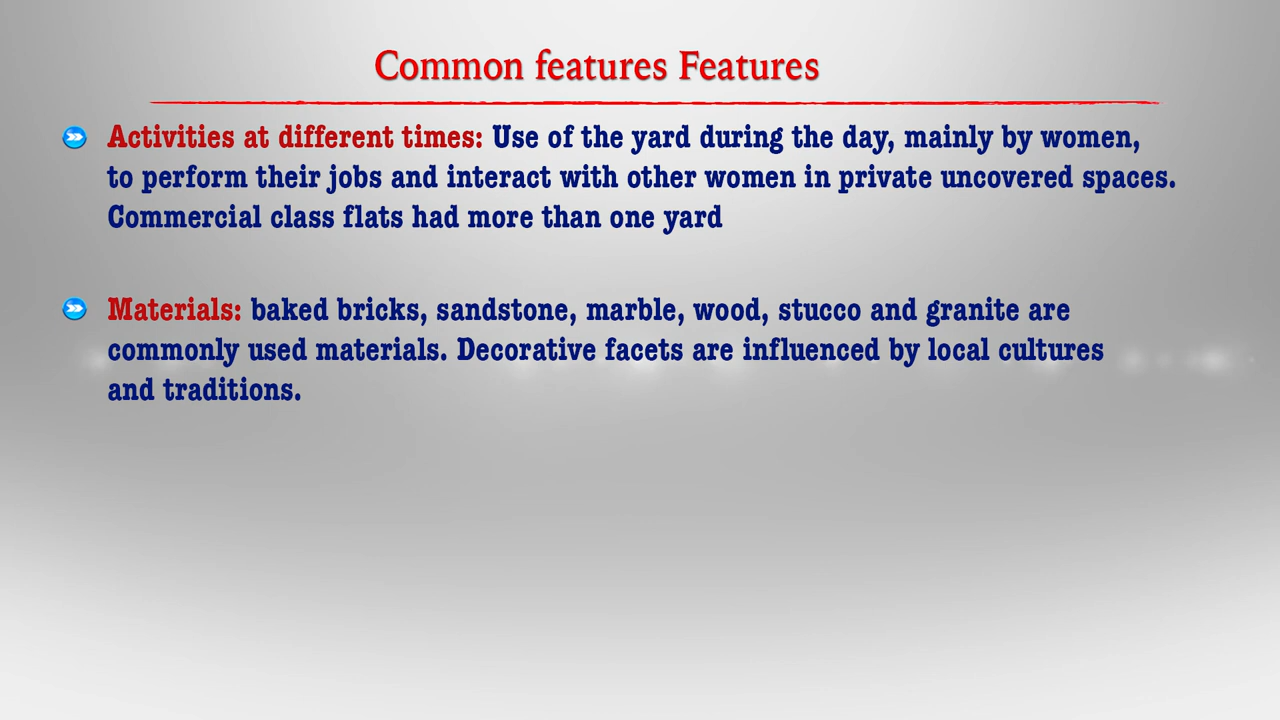 Common features Features
Activities at different times: Use of the yard during the day, mainly by women,
to perform their jobs and interact with other women in private uncovered spaces.
Commercial class flats had more than one yard
Materials: baked bricks, sandstone, marble, wood, stucco and granite are
commonly used materials. Decorative facets are influenced by local cultures
and traditions.